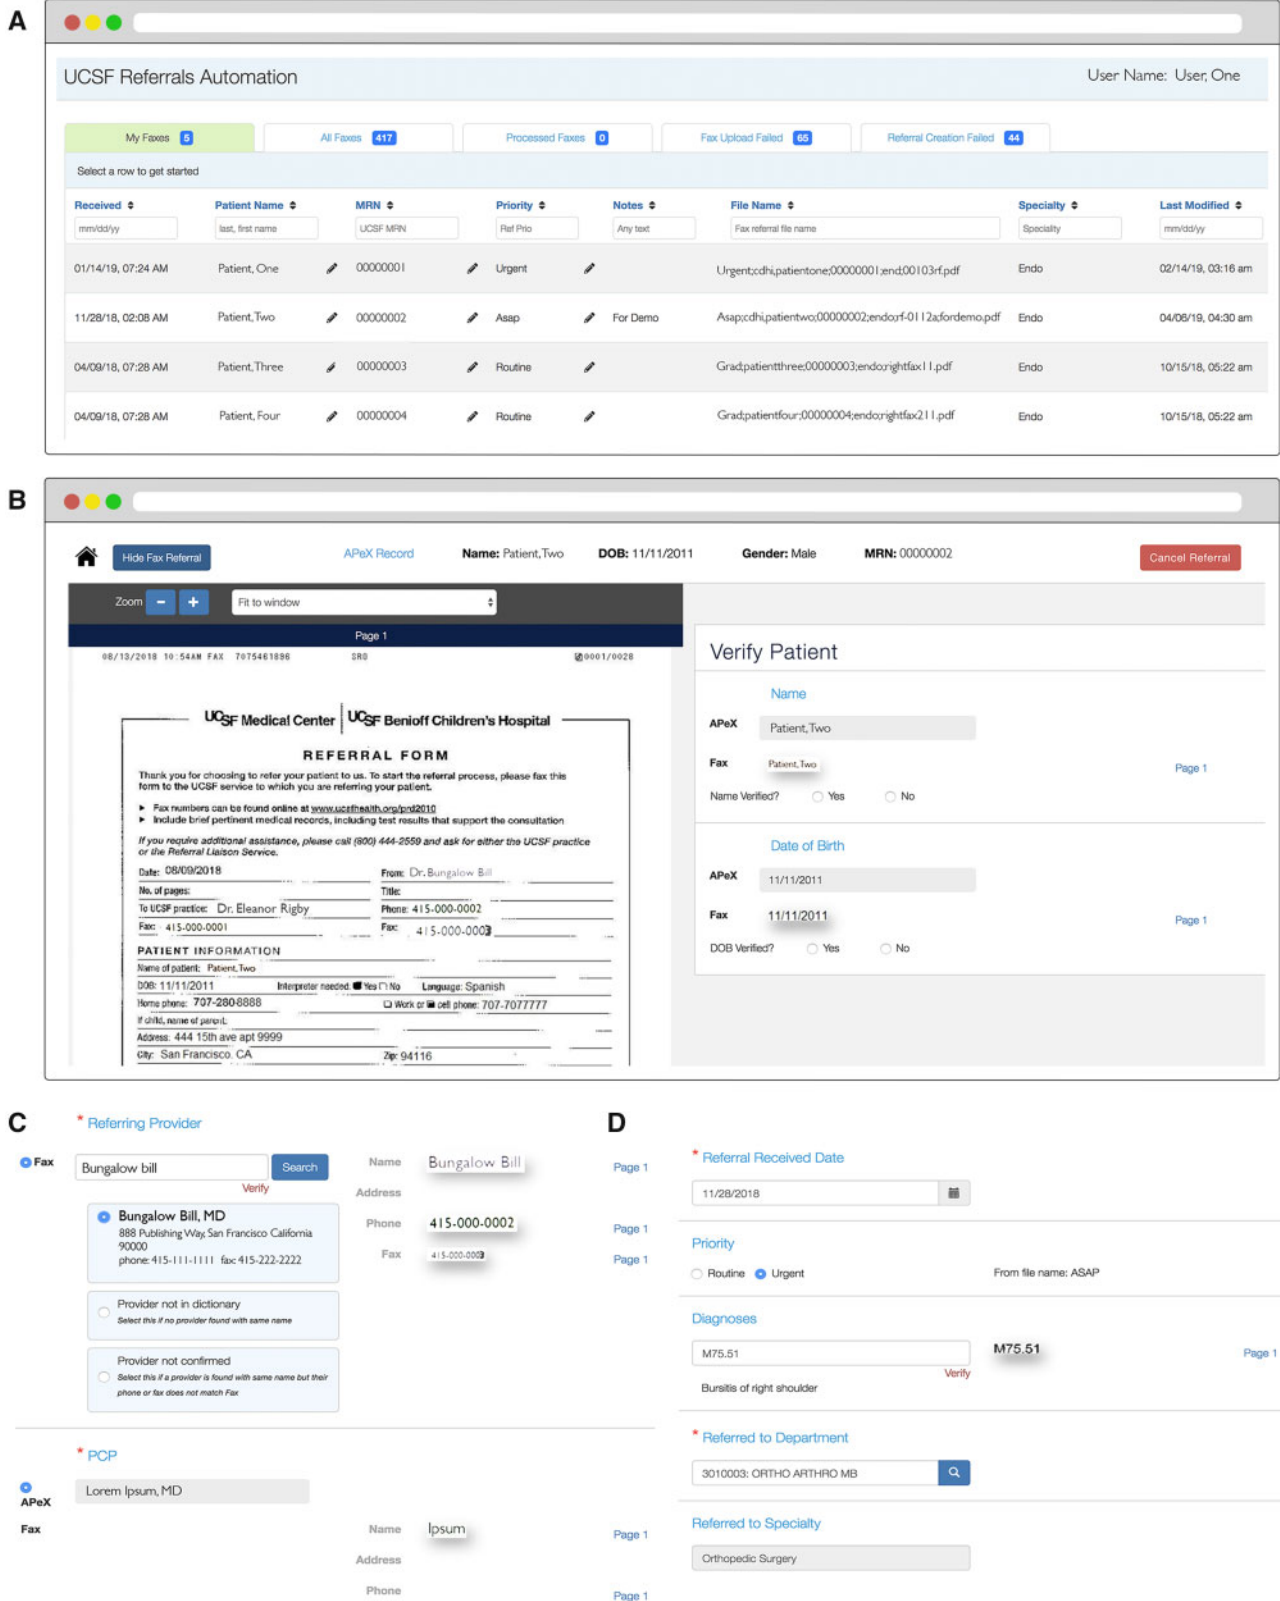 A
UCSF Referrals Automation
User Name: User, One
My Faxes 5
All Faxes 417
Processed Faxes 0
Fax Upload Failed 65
Referral Creation Failed 44
Select a row to get started
Received Patient Name MRN Priority Notes File Name Specialty Last Modified
mm/dd/yy last, first name UCSF MRN Ref Prio Any text Fax referral file name Speciality mm/dd/yy
01/14/19, 07:24 AM Patient, One 00000001 Urgent Urgent;cdhi,patientone;00000001;end;00103rf.pdf Endo 02/14/19, 03:16 am
11/28/18, 02:08 AM Patient, Two 00000002 Asap For Demo Asap;cdhi,patientwo;00000002;endo;rf-0112a;fordemo.pdf Endo 04/06/19, 04:30 am
04/09/18, 07:28 AM Patient, Three 00000003 Routine Grad;patientthree;00000003;endo;rightfax11.pdf Endo 10/15/18, 05:22 am
04/09/18, 07:28 AM Patient, Four 00000004 Routine Grad;patientfour;00000004;endo;rightfax211.pdf Endo 10/15/18, 05:22 am
B
Hide Fax Referral
APeX Record
Name: Patient, Two
DOB: 11/11/2011
Gender: Male
MRN: 00000002
Cancel Referral
Zoom - + Fit to window
Page 1
08/13/2018 10:54AM FAX 7075461896 SRO 0001/0028
UCSF Medical Center UCSF Benioff Children's Hospital
REFERRAL FORM
Thank you for choosing to refer your patient to us. To start the referral process, please fax this
form to the UCSF service to which you are referring your patient.
► Fax numbers can be found online at www.ucsfhealth.org/prd2010
► Include brief pertinent medical records, including test results that support the consultation
If you require additional assistance, please call (800) 444-2559 and ask for either the UCSF practice
or the Referral Liaison Service.
Date: 08/09/2018 From: Dr. Bungalow Bill
No. of pages: Title:
To UCSF practice: Dr. Eleanor Rigby Phone: 415-000-0002
Fax: 415-000-0001 Fax: 415-000-0003
PATIENT INFORMATION
Name of patient: Patient, Two
DOB: 11/11/2011 Interpreter needed: Yes No Language: Spanish
Home phone: 707-280-8888 Work or cell phone: 707-7077777
If child, name of parent:
Address: 444 15th ave apt 9999
City: San Francisco. CA Zip: 94116
Verify Patient
Name
APeX Patient, Two
Fax Patient, Two Page 1
Name Verified? Yes No
Date of Birth
APeX 11/11/2011
Fax 11/11/2011 Page 1
DOB Verified? Yes No
C
* Referring Provider
Fax Bungalow bill Search
Verify
Bungalow Bill, MD
888 Publishing Way, San Francisco California
90000
phone: 415-111-1111 fax: 415-222-2222
Provider not in dictionary
Select this if no provider found with same name
Provider not confirmed
Select this if a provider is found with same name but their
phone or fax does not match Fax
Name Bungalow Bill Page 1
Address
Phone 415-000-0002 Page 1
Fax 415-000-0003 Page 1
* PCP
APeX Lorem Ipsum, MD
Fax
Name Ipsum Page 1
Address
Phone Page 1
D
* Referral Received Date
11/28/2018
Priority
Routine Urgent From file name: ASAP
Diagnoses
M75.51 M75.51 Page 1
Verify
Bursitis of right shoulder
* Referred to Department
3010003: ORTHO ARTHRO MB
Referred to Specialty
Orthopedic Surgery